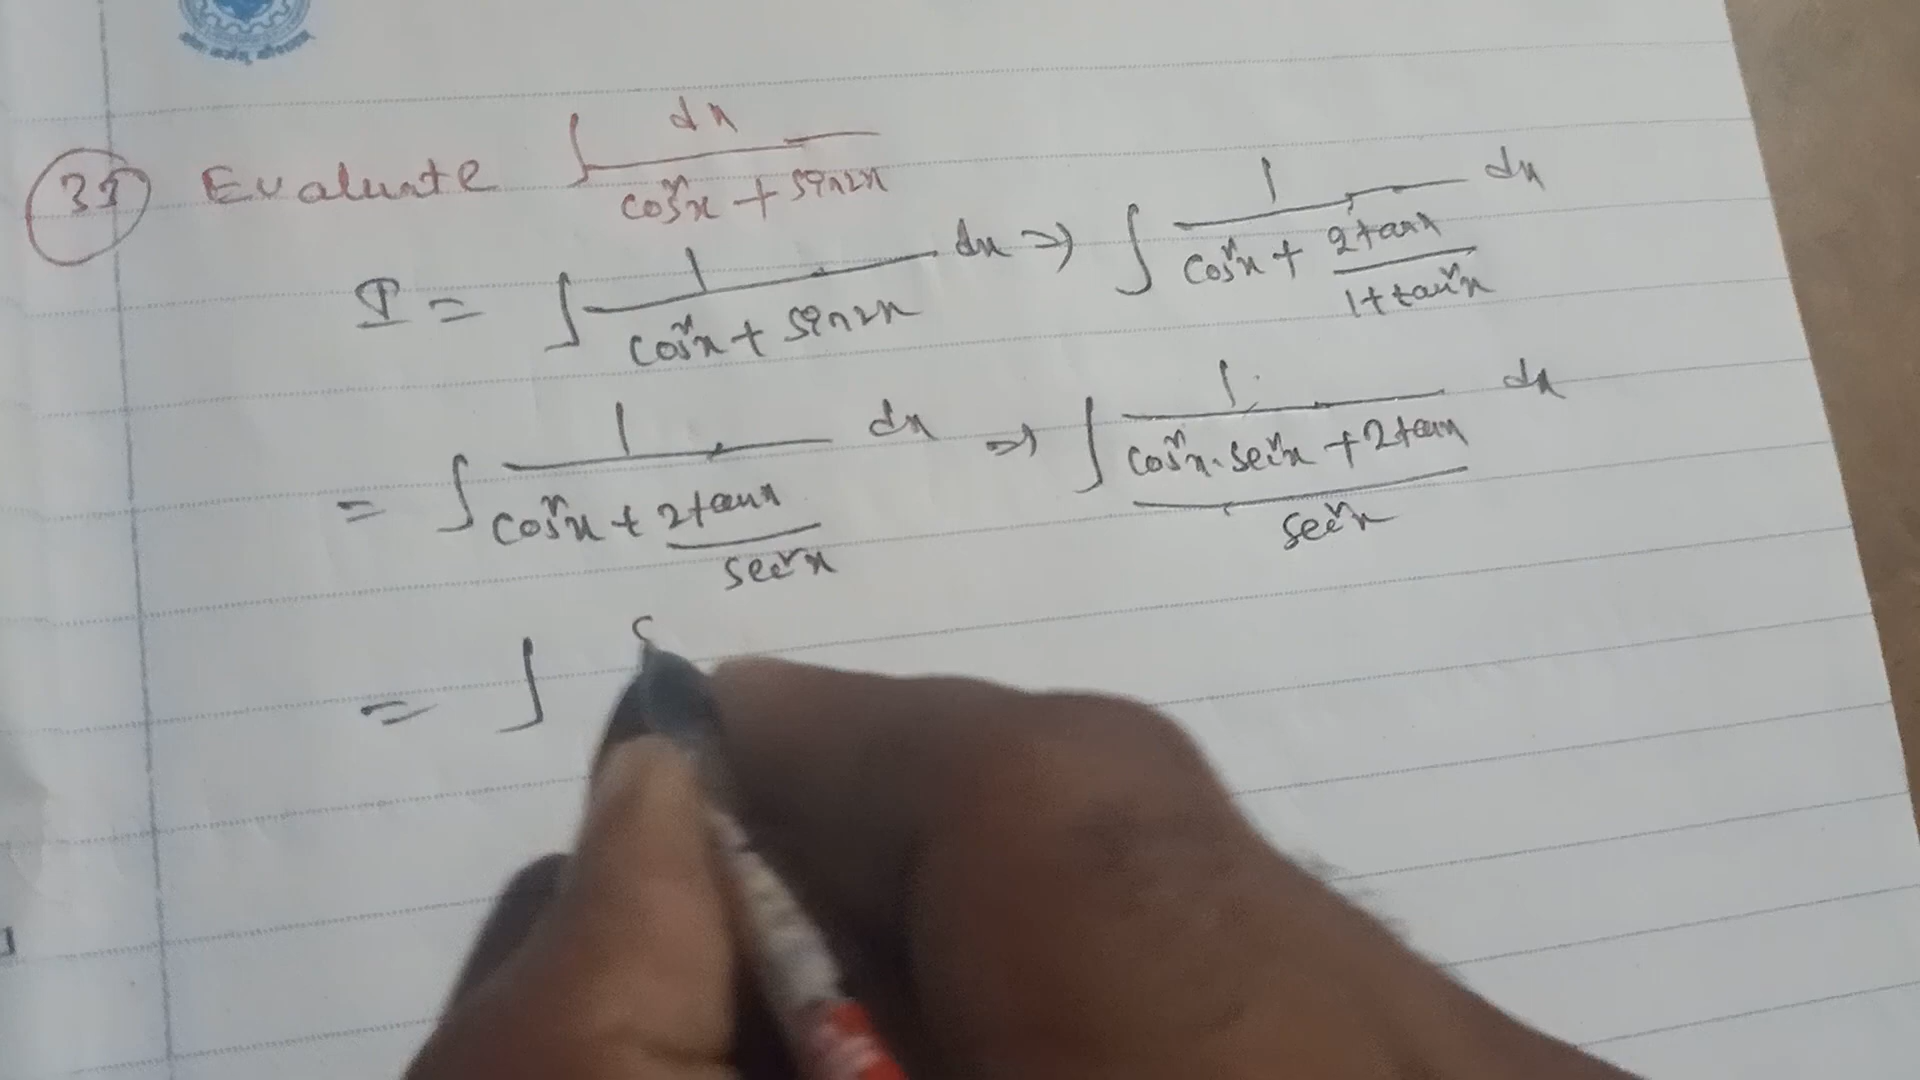 35 Evaluate ∫ dx / (cos²x + sin2x)
I = ∫ 1 / (cos²x + sin2x) dx ⇒ ∫ 1 / (cos²x + 2tanx / (1+tan²x)) dx
= ∫ 1 / (cos²x + 2tanx / sec²x) dx ⇒ ∫ 1 / ((cos²x.sec²x + 2tanx) / sec²x) dx
= ∫ S